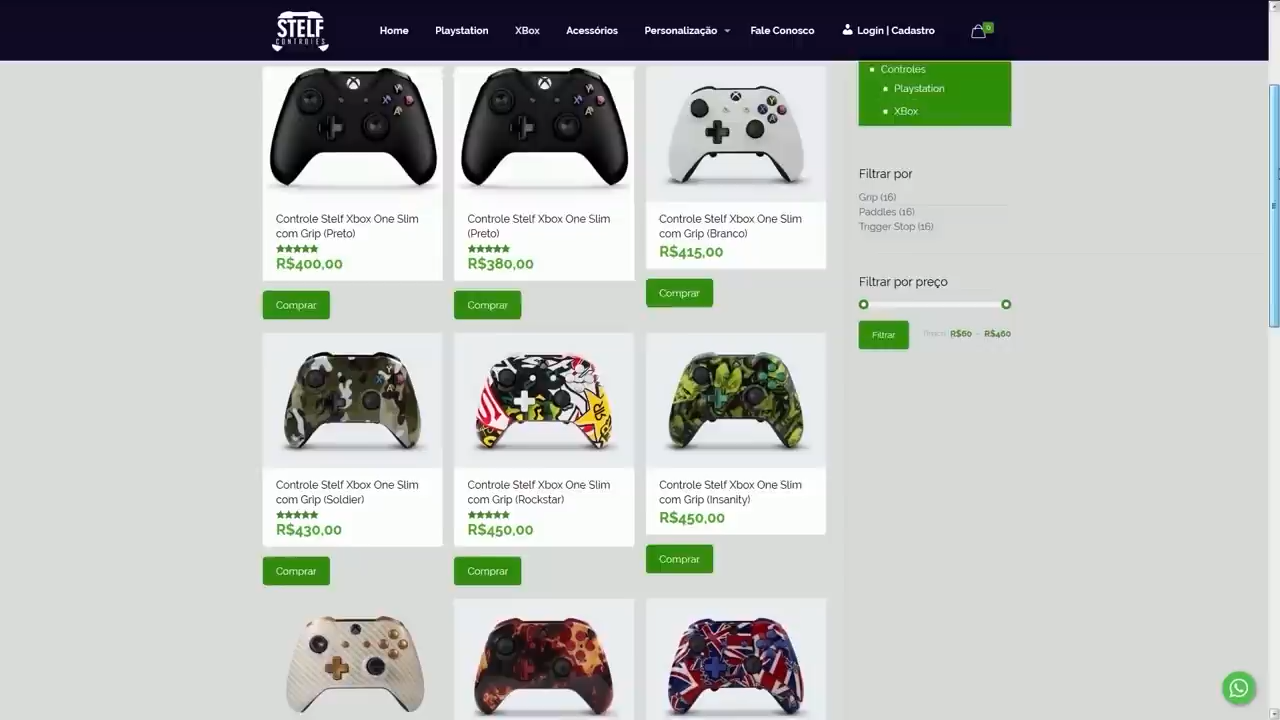 STELF
CONTROLES
Home
Playstation
XBox
Acessórios
Personalização
Fale Conosco
Login | Cadastro
0
Controles
Playstation
XBox
Controle Stelf Xbox One Slim
com Grip (Preto)
R$400,00
Comprar
Controle Stelf Xbox One Slim
(Preto)
R$380,00
Comprar
Controle Stelf Xbox One Slim
com Grip (Branco)
R$415,00
Comprar
Filtrar por
Grip (16)
Paddles (16)
Trigger Stop (16)
Filtrar por preço
Filtrar
Preço: R$60 — R$460
Controle Stelf Xbox One Slim
com Grip (Soldier)
R$430,00
Comprar
Controle Stelf Xbox One Slim
com Grip (Rockstar)
R$450,00
Comprar
Controle Stelf Xbox One Slim
com Grip (Insanity)
R$450,00
Comprar